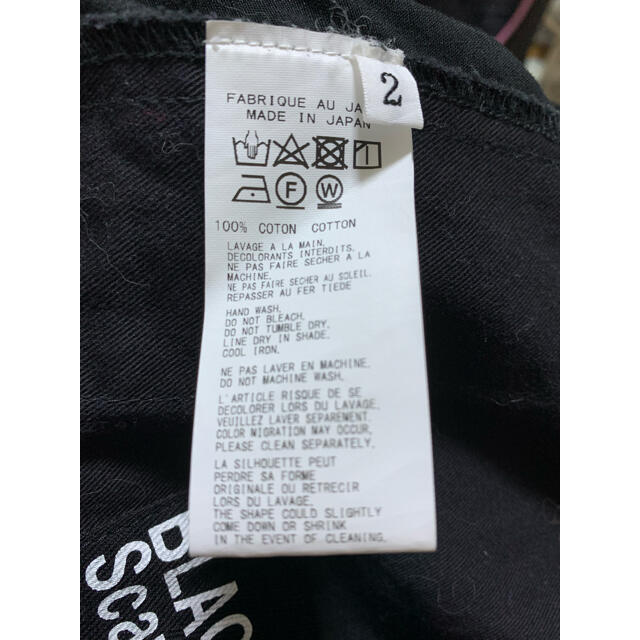 2
FABRIQUE AU JA
MADE IN JAPAN
F W
100% COTON COTTON
LAVAGE A LA MAIN.
DECOLORANTS INTERDITS.
NE PAS FAIRE SECHER A LA
MACHINE.
NE PAS FAIRE SECHER AU SOLEIL.
REPASSER AU FER TIEDE
HAND WASH.
DO NOT BLEACH.
DO NOT TUMBLE DRY.
LINE DRY IN SHADE.
COOL IRON.
NE PAS LAVER EN MACHINE.
DO NOT MACHINE WASH.
L'ARTICLE RISQUE DE SE
DECOLORER LORS DU LAVAGE.
VEUILLEZ LAVER SEPAREMENT.
COLOR MIGRATION MAY OCCUR,
PLEASE CLEAN SEPARATELY.
LA SILHOUETTE PEUT
PERDRE SA FORME
ORIGINALE OU RETRECIR
LORS DU LAVAGE.
THE SHAPE COULD SLIGHTLY
COME DOWN OR SHRINK
IN THE EVENT OF CLEANING.
BLAC
Sca